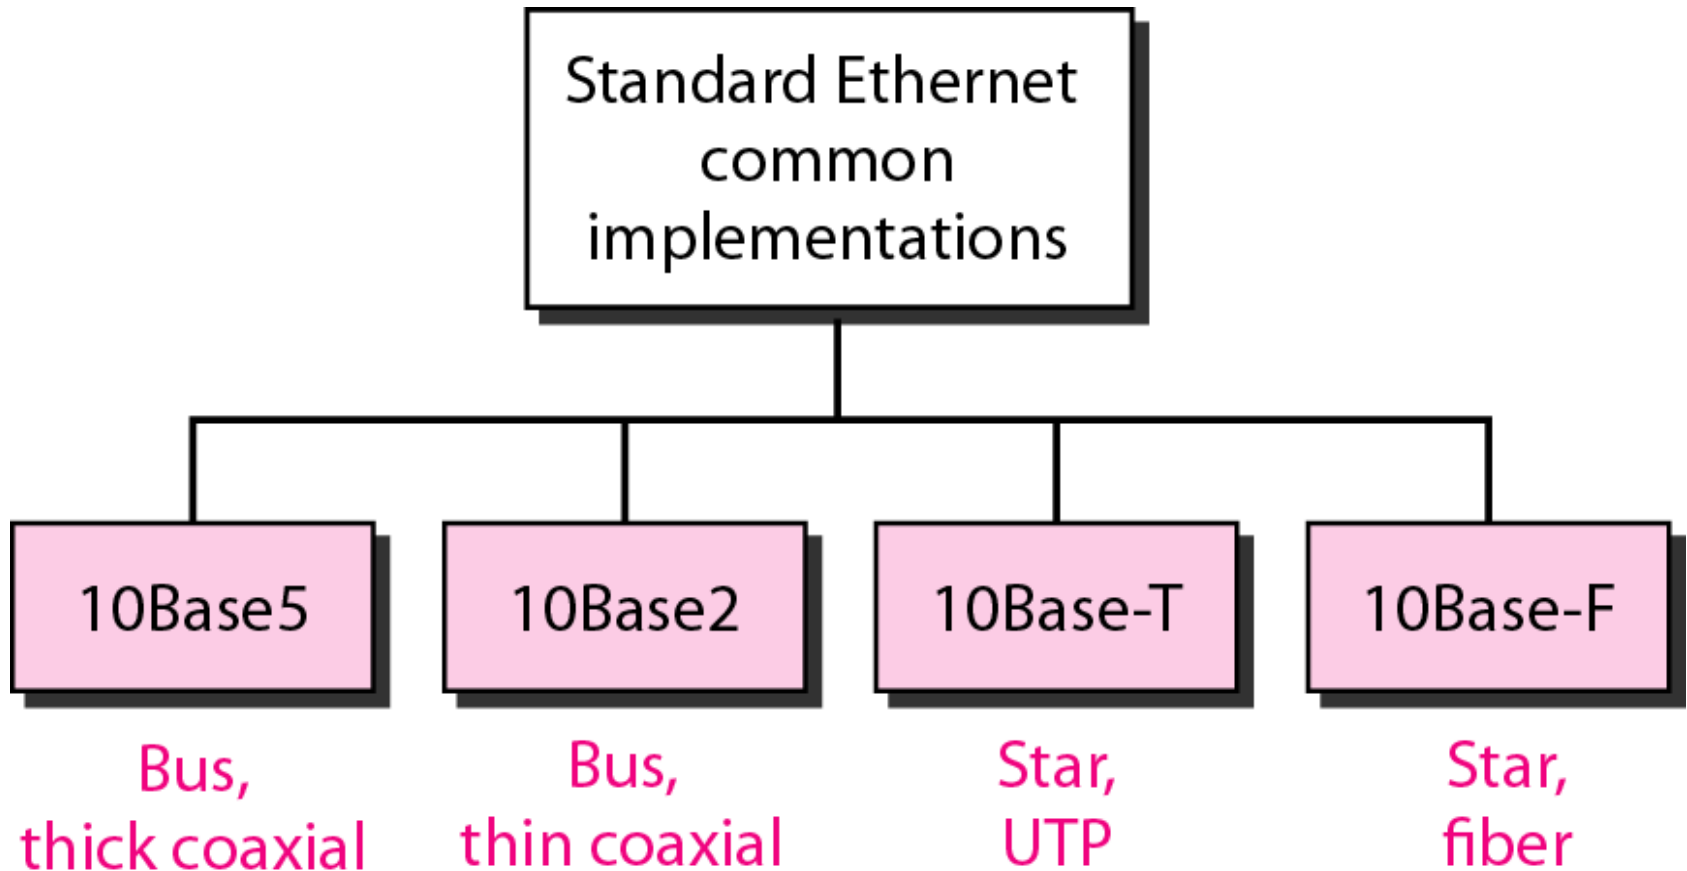 Standard Ethernet
common
implementations
10Base5
10Base2
10Base-T
10Base-F
Bus,
thick coaxial
Bus,
thin coaxial
Star,
UTP
Star,
fiber